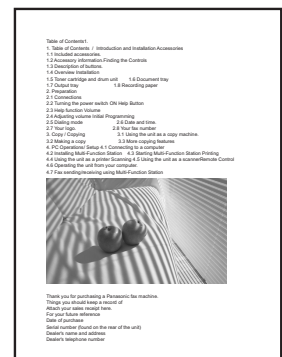 Table of Contents1.
1. Table of Contents / Introduction and Installation Accessories
1.1 Included accessories.
1.2 Accessory information.Finding the Controls
1.3 Description of buttons.
1.4 Overview Installation
1.5 Toner cartridge and drum unit 1.6 Document tray
1.7 Output tray 1.8 Recording paper
2. Preparation
2.1 Connections
2.2 Turning the power switch ON Help Button
2.3 Help function Volume
2.4 Adjusting volume Initial Programming
2.5 Dialing mode 2.6 Date and time.
2.7 Your logo. 2.8 Your fax number
3. Copy / Copying 3.1 Using the unit as a copy machine.
3.2 Making a copy 3.3 More copying features
4. PC Operations/ Setup 4.1 Connecting to a computer
4.2 Installing Multi-Function Station 4.3 Starting Multi-Function Station Printing
4.4 Using the unit as a printer Scanning 4.5 Using the unit as a scannerRemote Control
4.6 Operating the unit from your computer.
4.7 Fax sending/receiving using Multi-Function Station
Thank you for purchasing a Panasonic fax machine.
Things you should keep a record of
Attach your sales receipt here.
For your future reference
Date of purchase
Serial number (found on the rear of the unit)
Dealer's name and address
Dealer's telephone number